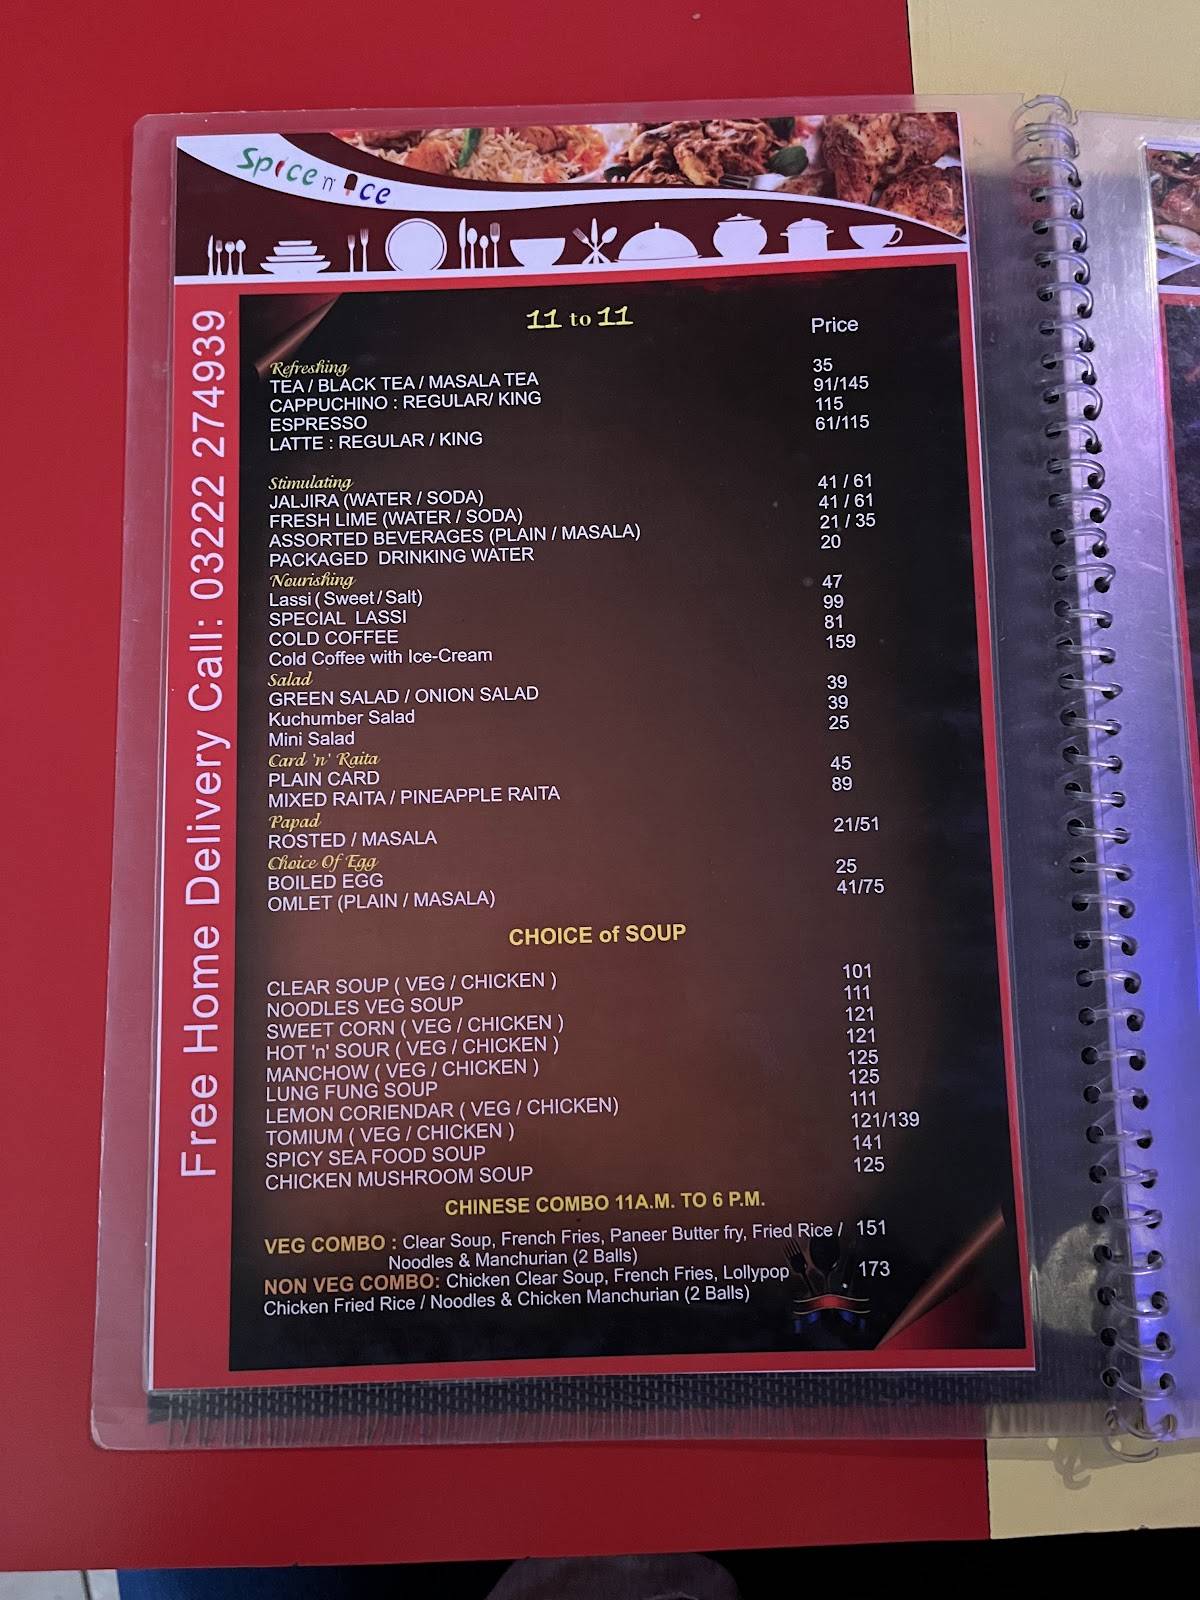 Spice n' Ice
Free Home Delivery Call: 03222 274939
11 to 11
Price
Refreshing
TEA / BLACK TEA / MASALA TEA 35
CAPPUCHINO : REGULAR/ KING 91/145
ESPRESSO 115
LATTE : REGULAR / KING 61/115
Stimulating
JALJIRA (WATER / SODA) 41 / 61
FRESH LIME (WATER / SODA) 41 / 61
ASSORTED BEVERAGES (PLAIN / MASALA) 21 / 35
PACKAGED DRINKING WATER 20
Nourishing
Lassi ( Sweet / Salt) 47
SPECIAL LASSI 99
COLD COFFEE 81
Cold Coffee with Ice-Cream 159
Salad
GREEN SALAD / ONION SALAD 39
Kuchumber Salad 39
Mini Salad 25
Card 'n' Raita
PLAIN CARD 45
MIXED RAITA / PINEAPPLE RAITA 89
Papad
ROSTED / MASALA 21/51
Choice Of Egg
BOILED EGG 25
OMLET (PLAIN / MASALA) 41/75
CHOICE of SOUP
CLEAR SOUP ( VEG / CHICKEN ) 101
NOODLES VEG SOUP 111
SWEET CORN ( VEG / CHICKEN ) 121
HOT 'n' SOUR ( VEG / CHICKEN ) 121
MANCHOW ( VEG / CHICKEN ) 125
LUNG FUNG SOUP 125
LEMON CORIENDAR ( VEG / CHICKEN) 111
TOMIUM ( VEG / CHICKEN ) 121/139
SPICY SEA FOOD SOUP 141
CHICKEN MUSHROOM SOUP 125
CHINESE COMBO 11A.M. TO 6 P.M.
VEG COMBO : Clear Soup, French Fries, Paneer Butter fry, Fried Rice / 151
Noodles & Manchurian (2 Balls)
NON VEG COMBO: Chicken Clear Soup, French Fries, Lollypop 173
Chicken Fried Rice / Noodles & Chicken Manchurian (2 Balls)